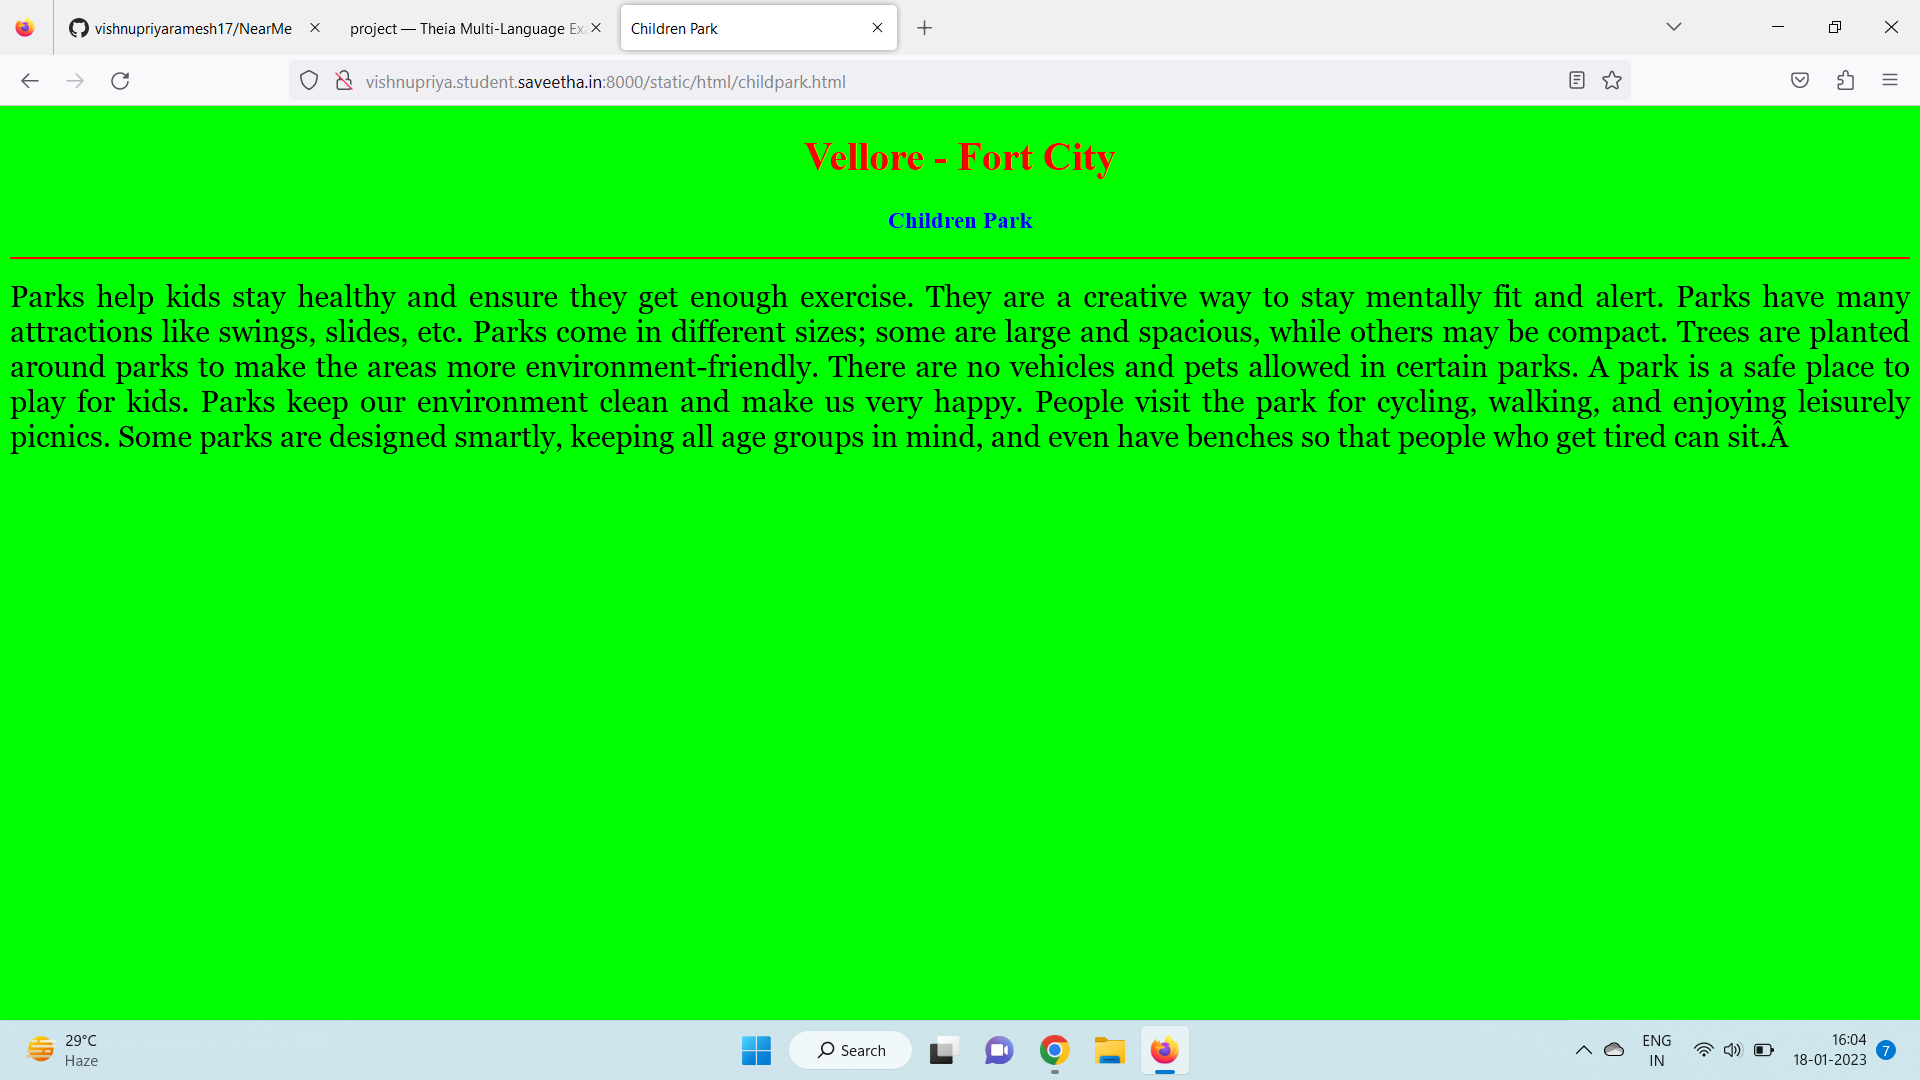 vishnupriyaramesh17/NearMe
project — Theia Multi-Language Exa
Children Park
vishnupriya.student.saveetha.in:8000/static/html/childpark.html
Vellore - Fort City
Children Park
Parks help kids stay healthy and ensure they get enough exercise. They are a creative way to stay mentally fit and alert. Parks have many
attractions like swings, slides, etc. Parks come in different sizes; some are large and spacious, while others may be compact. Trees are planted
around parks to make the areas more environment-friendly. There are no vehicles and pets allowed in certain parks. A park is a safe place to
play for kids. Parks keep our environment clean and make us very happy. People visit the park for cycling, walking, and enjoying leisurely
picnics. Some parks are designed smartly, keeping all age groups in mind, and even have benches so that people who get tired can sit.Â
29°C
Haze
Search
ENG
IN
16:04
18-01-2023
7